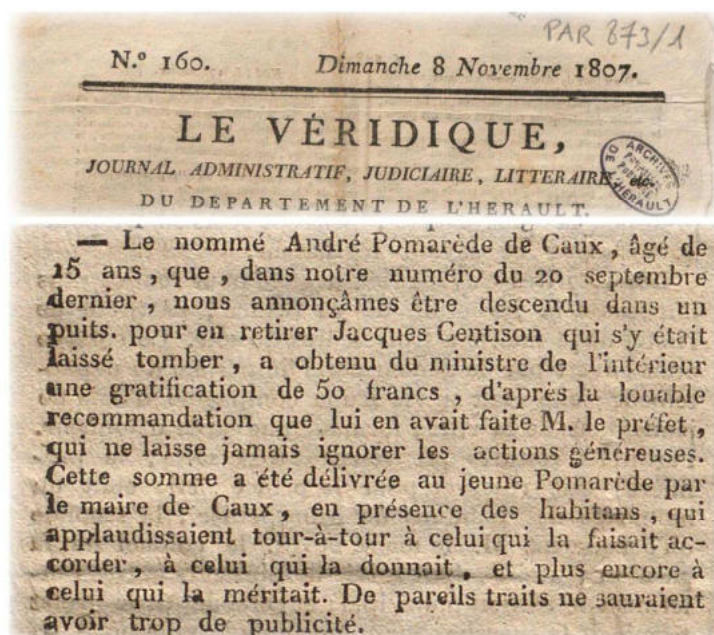 PAR 873/1
N.° 160. Dimanche 8 Novembre 1807.
LE VÉRIDIQUE,
JOURNAL ADMINISTRATIF, JUDICIAIRE, LITTERAIRE,
DU DEPARTEMENT DE L'HERAULT.
ARCHIVES
DE L'HERAULT
— Le nommé André Pomarède de Caux, âgé de
15 ans, que, dans notre numéro du 20 septembre
dernier, nous annonçâmes être descendu dans un
puits. pour en retirer Jacques Centison qui s'y était
laissé tomber, a obtenu du ministre de l'intérieur
une gratification de 50 francs, d'après la louable
recommandation que lui en avait faite M. le préfet,
qui ne laisse jamais ignorer les actions généreuses.
Cette somme a été délivrée au jeune Pomarède par
le maire de Caux, en présence des habitans, qui
applaudissaient tour-à-tour à celui qui la faisait ac-
corder, à celui qui la donnait, et plus encore à
celui qui la méritait. De pareils traits ne sauraient
avoir trop de publicité.